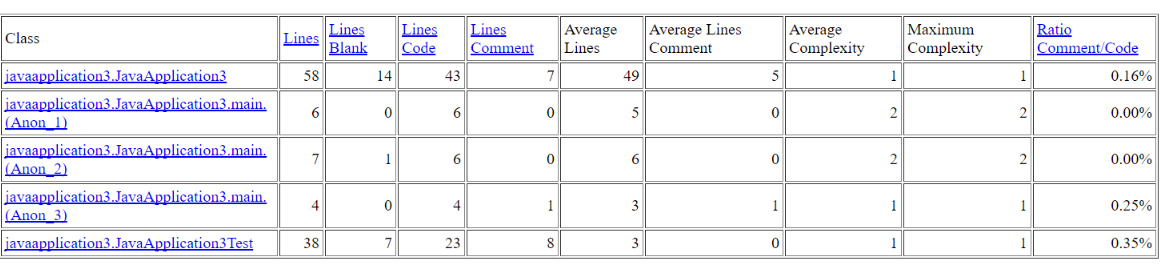 Class Lines Lines Blank Lines Code Lines Comment Average Lines Average Lines Comment Average Complexity Maximum Complexity Ratio Comment/Code
javaapplication3.JavaApplication3 58 14 43 7 49 5 1 1 0.16%
javaapplication3.JavaApplication3.main.(Anon_1) 6 0 6 0 5 0 2 2 0.00%
javaapplication3.JavaApplication3.main.(Anon_2) 7 1 6 0 6 0 2 2 0.00%
javaapplication3.JavaApplication3.main.(Anon_3) 4 0 4 1 3 1 1 1 0.25%
javaapplication3.JavaApplication3Test 38 7 23 8 3 0 1 1 0.35%